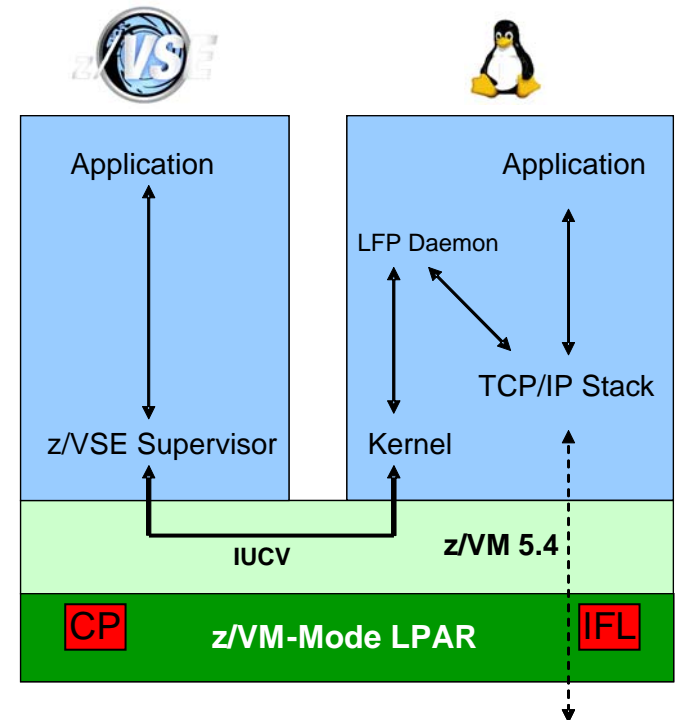 z/VSE
Application
Application
LFP Daemon
TCP/IP Stack
z/VSE Supervisor
Kernel
IUCV
z/VM 5.4
CP
z/VM-Mode LPAR
IFL